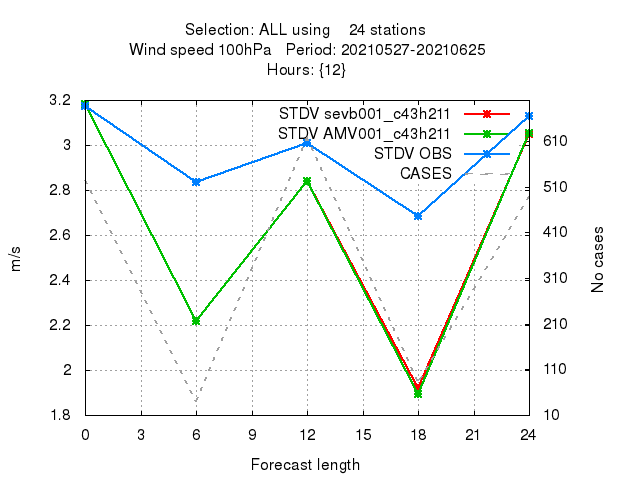 Selection: ALL using 24 stations
Wind speed 100hPa Period: 20210527-20210625
Hours: {12}
STDV sevb001_c43h211
STDV AMV001_c43h211
STDV OBS
CASES
3.2
3
2.8
2.6
2.4
2.2
2
1.8
m/s
610
510
410
310
210
110
10
No cases
0 3 6 9 12 15 18 21 24
Forecast length